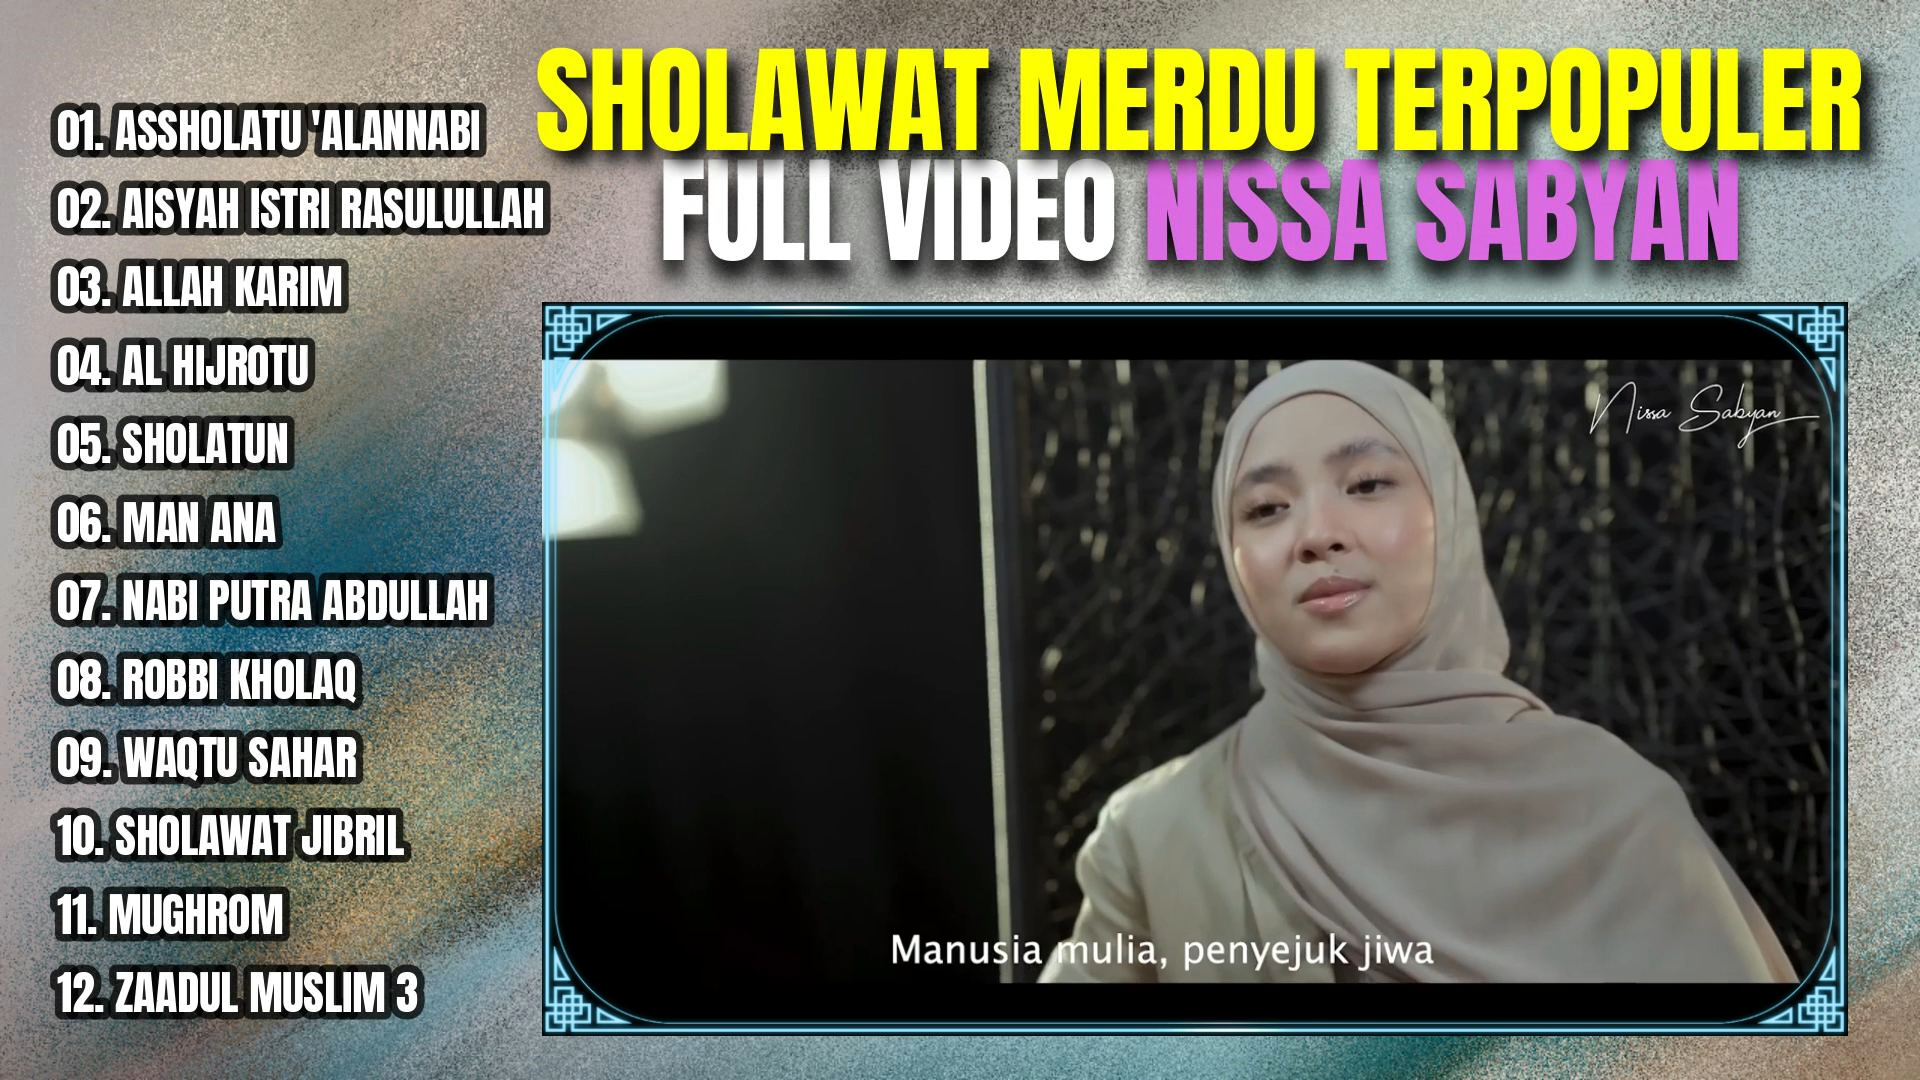 SHOLAWAT MERDU TERPOPULER
FULL VIDEO NISSA SABYAN
01. ASSHOLATU 'ALANNABI
02. AISYAH ISTRI RASULULLAH
03. ALLAH KARIM
04. AL HIJROTU
05. SHOLATUN
06. MAN ANA
07. NABI PUTRA ABDULLAH
08. ROBBI KHOLAQ
09. WAQTU SAHAR
10. SHOLAWAT JIBRIL
11. MUGHROM
12. ZAADUL MUSLIM 3
Nissa Sabyan
Manusia mulia, penyejuk jiwa